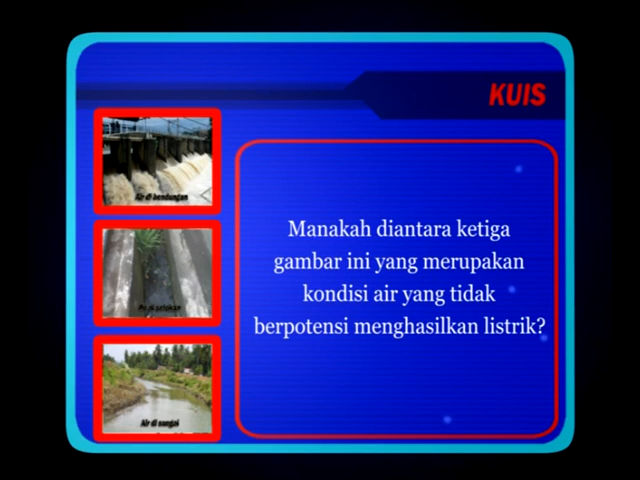 KUIS
Air di bendungan
Manakah diantara ketiga
gambar ini yang merupakan
kondisi air yang tidak
berpotensi menghasilkan listrik?
Air di sungai